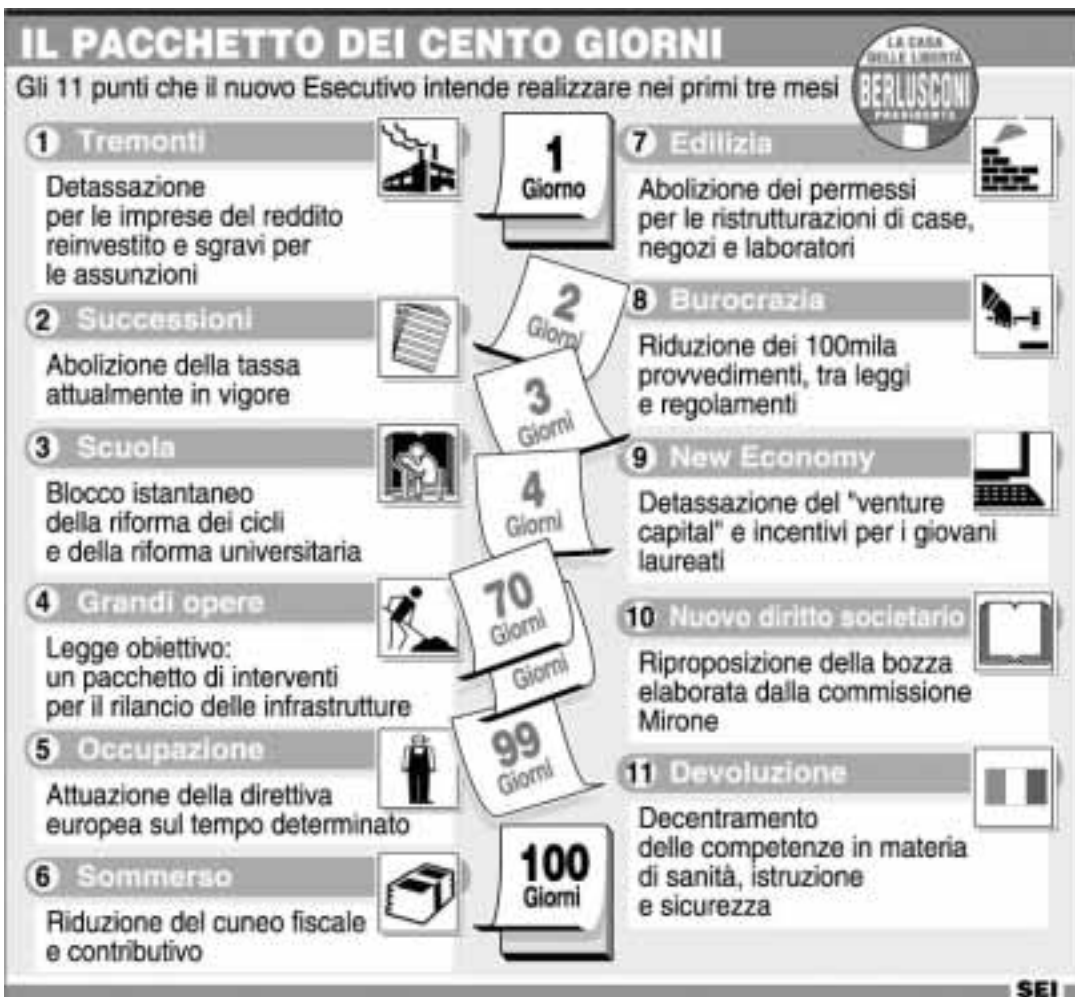 IL PACCHETTO DEI CENTO GIORNI
LA CASA
DELLE LIBERTÀ
BERLUSCONI
PRESIDENTE
Gli 11 punti che il nuovo Esecutivo intende realizzare nei primi tre mesi
1 Tremonti
Detassazione
per le imprese del reddito
reinvestito e sgravi per
le assunzioni
2 Successioni
Abolizione della tassa
attualmente in vigore
3 Scuola
Blocco istantaneo
della riforma dei cicli
e della riforma universitaria
4 Grandi opere
Legge obiettivo:
un pacchetto di interventi
per il rilancio delle infrastrutture
5 Occupazione
Attuazione della direttiva
europea sul tempo determinato
6 Sommerso
Riduzione del cuneo fiscale
e contributivo
1
Giorno
2
Giorni
3
Giorni
4
Giorni
70
Giorni
Giorni
99
Giorni
100
Giorni
7 Edilizia
Abolizione dei permessi
per le ristrutturazioni di case,
negozi e laboratori
8 Burocrazia
Riduzione dei 100mila
provvedimenti, tra leggi
e regolamenti
9 New Economy
Detassazione del "venture
capital" e incentivi per i giovani
laureati
10 Nuovo diritto societario
Riproposizione della bozza
elaborata dalla commissione
Mirone
11 Devoluzione
Decentramento
delle competenze in materia
di sanità, istruzione
e sicurezza
SEI